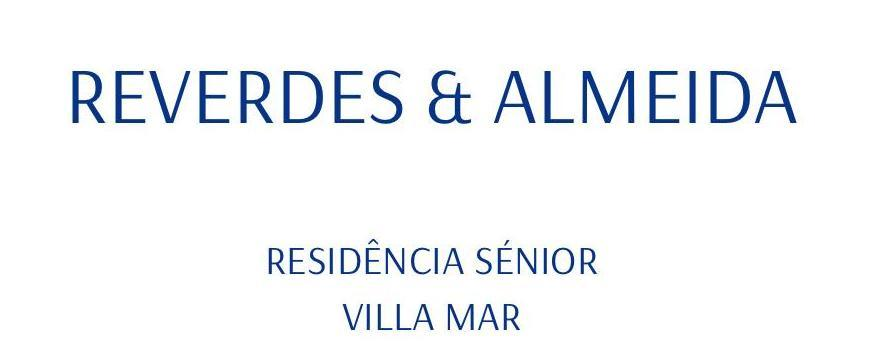 REVERDES & ALMEIDA
RESIDÊNCIA SÉNIOR
VILLA MAR